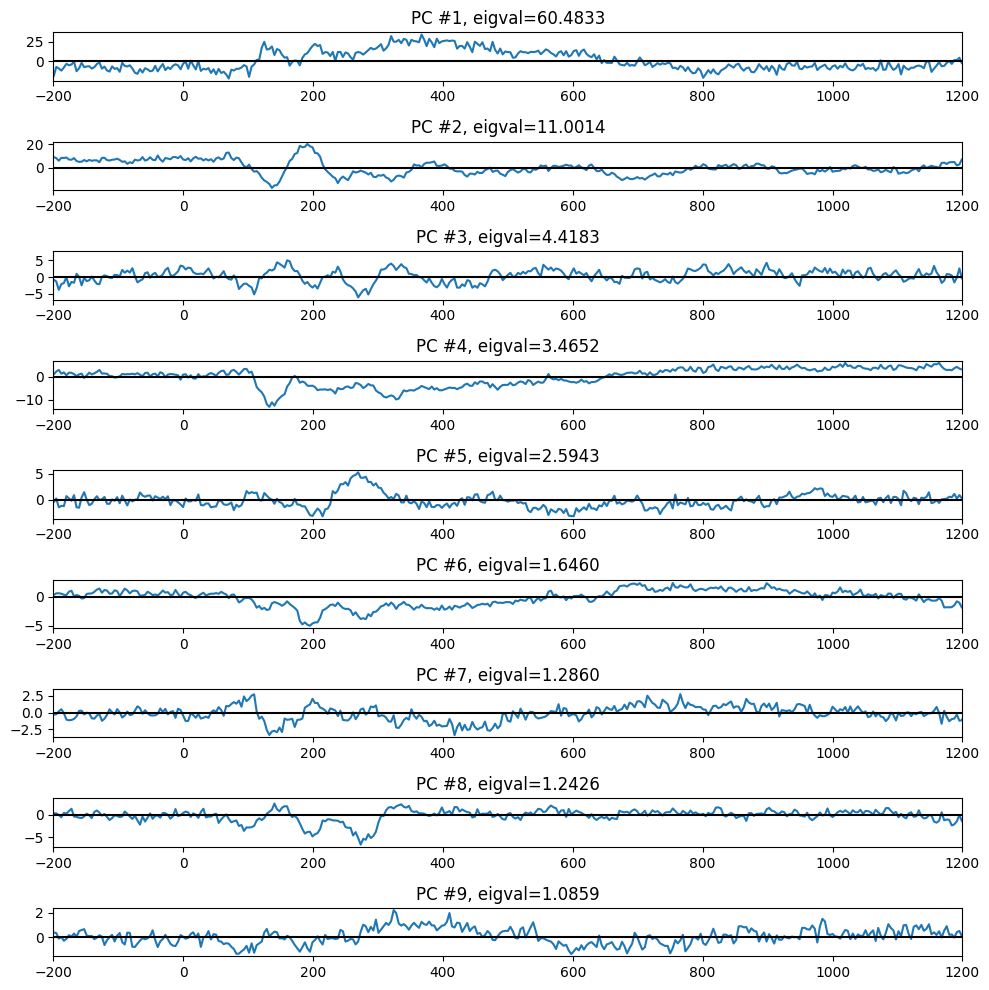 PC #1, eigval=60.4833
25
0
−200 0 200 400 600 800 1000 1200
PC #2, eigval=11.0014
20
0
−200 0 200 400 600 800 1000 1200
PC #3, eigval=4.4183
5
0
−5
−200 0 200 400 600 800 1000 1200
PC #4, eigval=3.4652
0
−10
−200 0 200 400 600 800 1000 1200
PC #5, eigval=2.5943
5
0
−200 0 200 400 600 800 1000 1200
PC #6, eigval=1.6460
0
−5
−200 0 200 400 600 800 1000 1200
PC #7, eigval=1.2860
2.5
0.0
−2.5
−200 0 200 400 600 800 1000 1200
PC #8, eigval=1.2426
0
−5
−200 0 200 400 600 800 1000 1200
PC #9, eigval=1.0859
2
0
−200 0 200 400 600 800 1000 1200